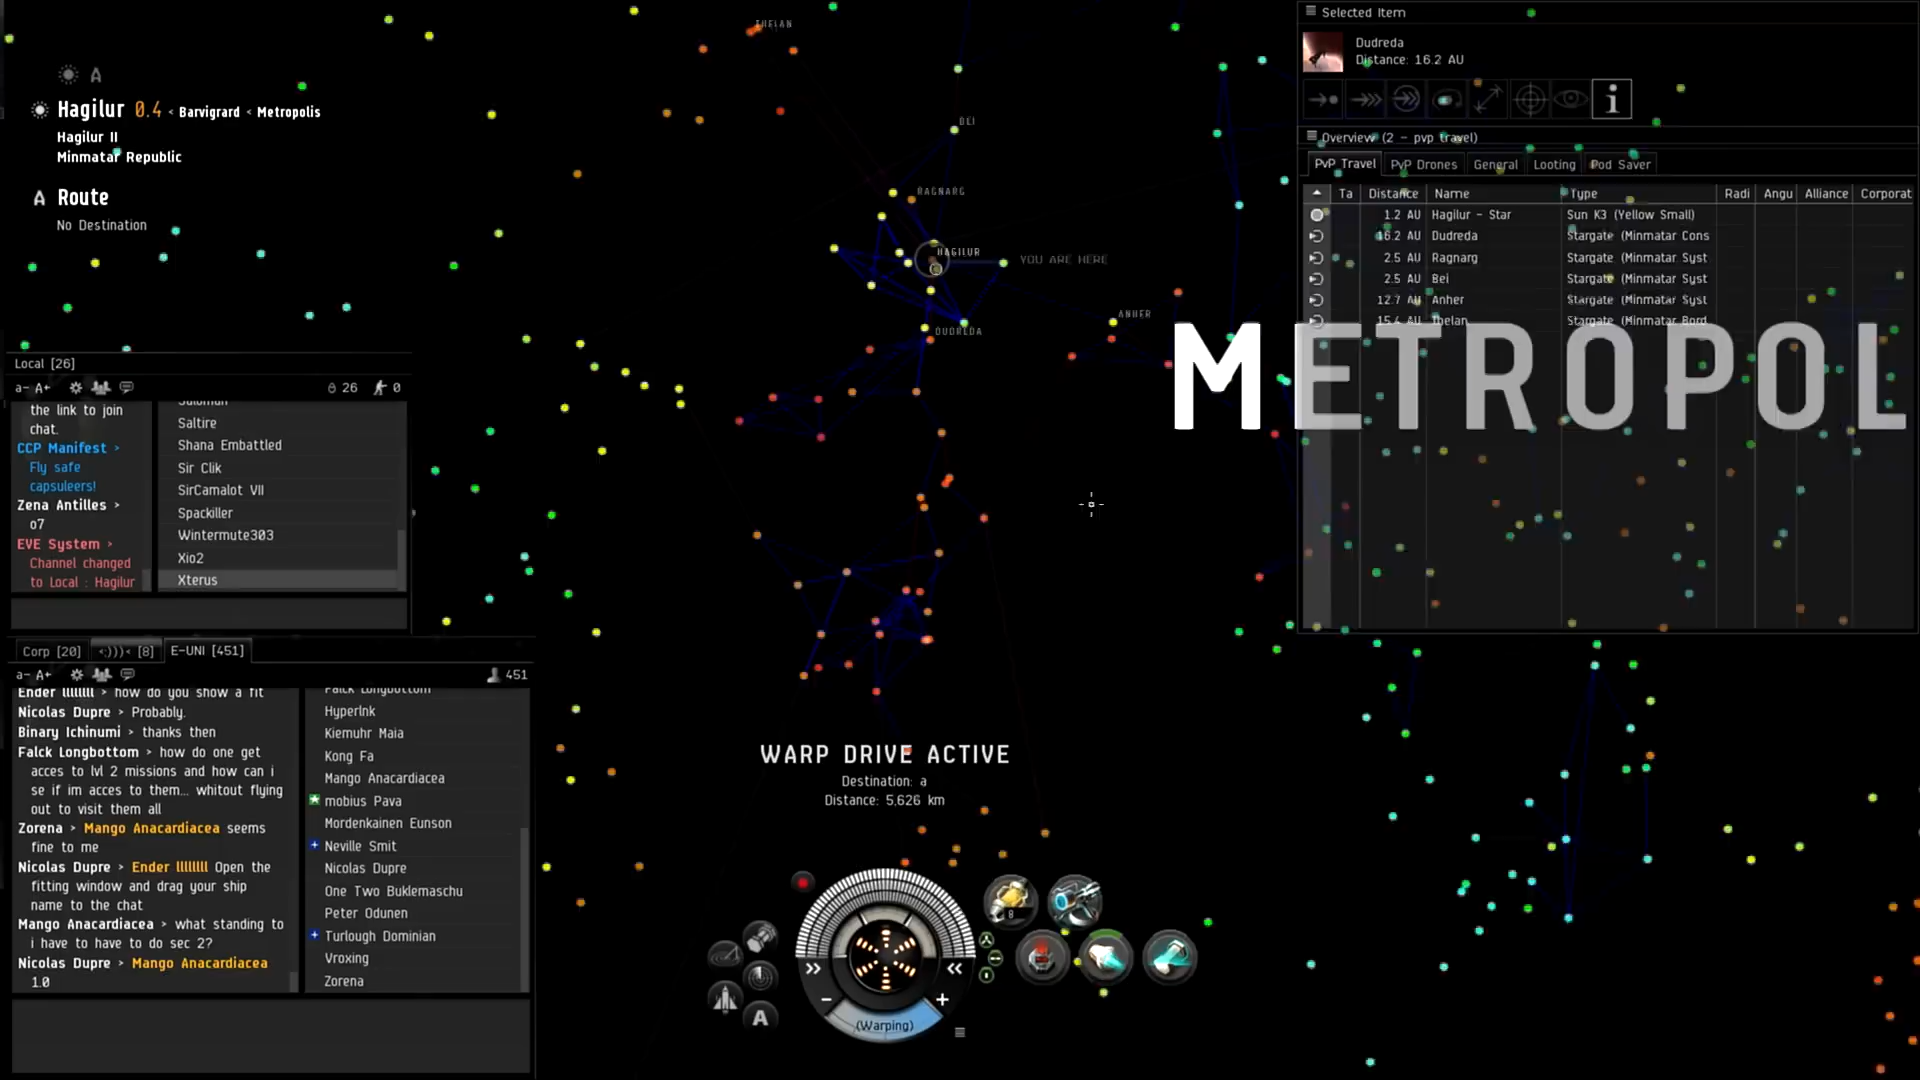 THELAN
BEI
RAGNARG
HAGILUR
YOU ARE HERE
DUDREDA
ANHER
METROPOL
A
Hagilur 0.4 < Barvigrard < Metropolis
Hagilur II
Minmatar Republic
A Route
No Destination
Local [26]
a- A+
26
0
the link to join
chat.
CCP Manifest >
Fly safe
capsuleers!
Zena Antilles >
o7
EVE System >
Channel changed
to Local : Hagilur
Saltire
Shana Embattled
Sir Clik
SirCamalot VII
Spackiller
Wintermute303
Xio2
Xterus
Corp [20]
<:)))< [8]
E-UNI [451]
a- A+
451
Ender llllllll > how do you show a fit
Nicolas Dupre > Probably.
Binary Ichinumi > thanks then
Falck Longbottom > how do one get
acces to lvl 2 missions and how can i
se if im acces to them... whitout flying
out to visit them all
Zorena > Mango Anacardiacea seems
fine to me
Nicolas Dupre > Ender llllllll Open the
fitting window and drag your ship
name to the chat
Mango Anacardiacea > what standing to
i have to have to do sec 2?
Nicolas Dupre > Mango Anacardiacea
1.0
Falck Longbottom
Hyperlnk
Kiemuhr Maia
Kong Fa
Mango Anacardiacea
mobius Pava
Mordenkainen Eunson
Neville Smit
Nicolas Dupre
One Two Buklemaschu
Peter Odunen
Turlough Dominian
Vroxing
Zorena
WARP DRIVE ACTIVE
Destination: a
Distance: 5,626 km
8
A
(Warping)
Selected Item
Dudreda
Distance: 16.2 AU
i
Overview (2 - pvp travel)
PvP Travel PvP Drones General Looting Pod Saver
Ta Distance Name Type Radi Angu Alliance Corporat
1.2 AU Hagilur - Star Sun K3 (Yellow Small)
16.2 AU Dudreda Stargate (Minmatar Cons
2.5 AU Ragnarg Stargate (Minmatar Syst
2.5 AU Bei Stargate (Minmatar Syst
12.7 AU Anher Stargate (Minmatar Syst
15.4 AU Thelan Stargate (Minmatar Bord